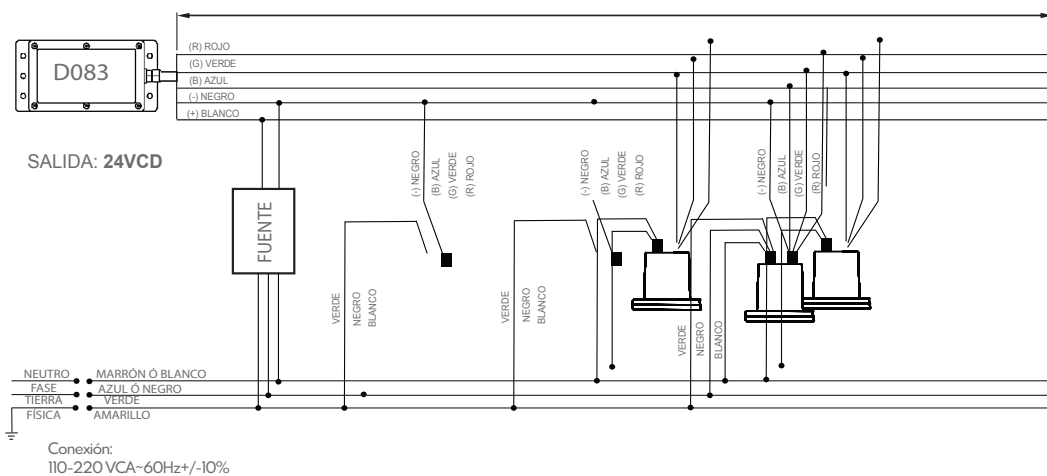 D083
(R) ROJO
(G) VERDE
(B) AZUL
(-) NEGRO
(+) BLANCO
SALIDA: 24VCD
FUENTE
(-) NEGRO
(B) AZUL
(G) VERDE
(R) ROJO
(-) NEGRO
(B) AZUL
(G) VERDE
(R) ROJO
(-) NEGRO
(B) AZUL
(G) VERDE
(R) ROJO
VERDE
NEGRO
BLANCO
VERDE
NEGRO
BLANCO
VERDE
NEGRO
BLANCO
NEUTRO MARRÓN Ó BLANCO
FASE AZUL Ó NEGRO
TIERRA VERDE
FÍSICA AMARILLO
Conexión:
110-220 VCA~60Hz+/-10%